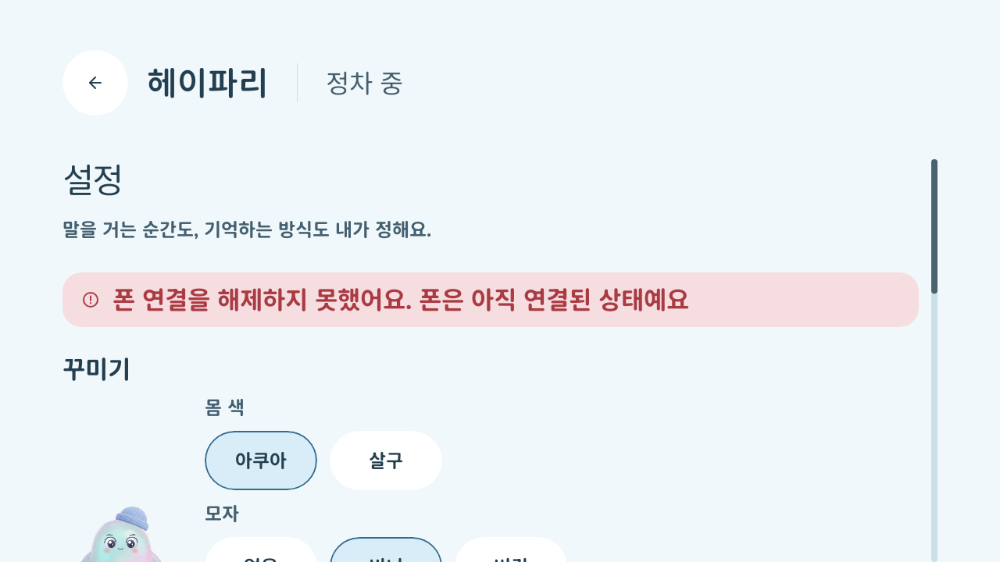 헤이파리
정차 중
설정
말을 거는 순간도, 기억하는 방식도 내가 정해요.
폰 연결을 해제하지 못했어요. 폰은 아직 연결된 상태예요
꾸미기
몸 색
아쿠아
살구
모자